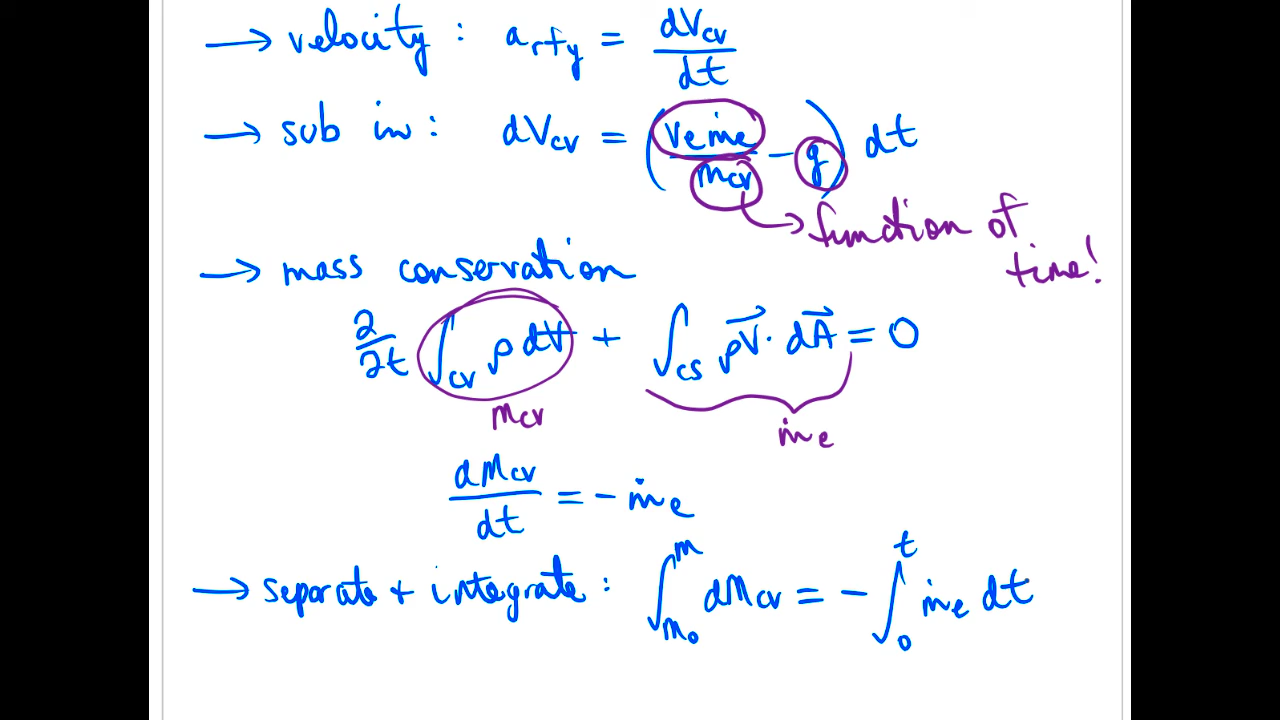 → velocity : a_rfy = dV_cv/dt
→ sub in : dV_cv = (V_e ṁ_e / m_cv − g) dt
→ function of time!
→ mass conservation
∂/∂t ∫_cv ρ dV + ∫_cs ρV⃗ · dA⃗ = 0
m_cv ṁ_e
dM_cv/dt = − ṁ_e
→ separate + integrate : ∫_{M_0}^{M} dM_cv = − ∫_0^t ṁ_e dt